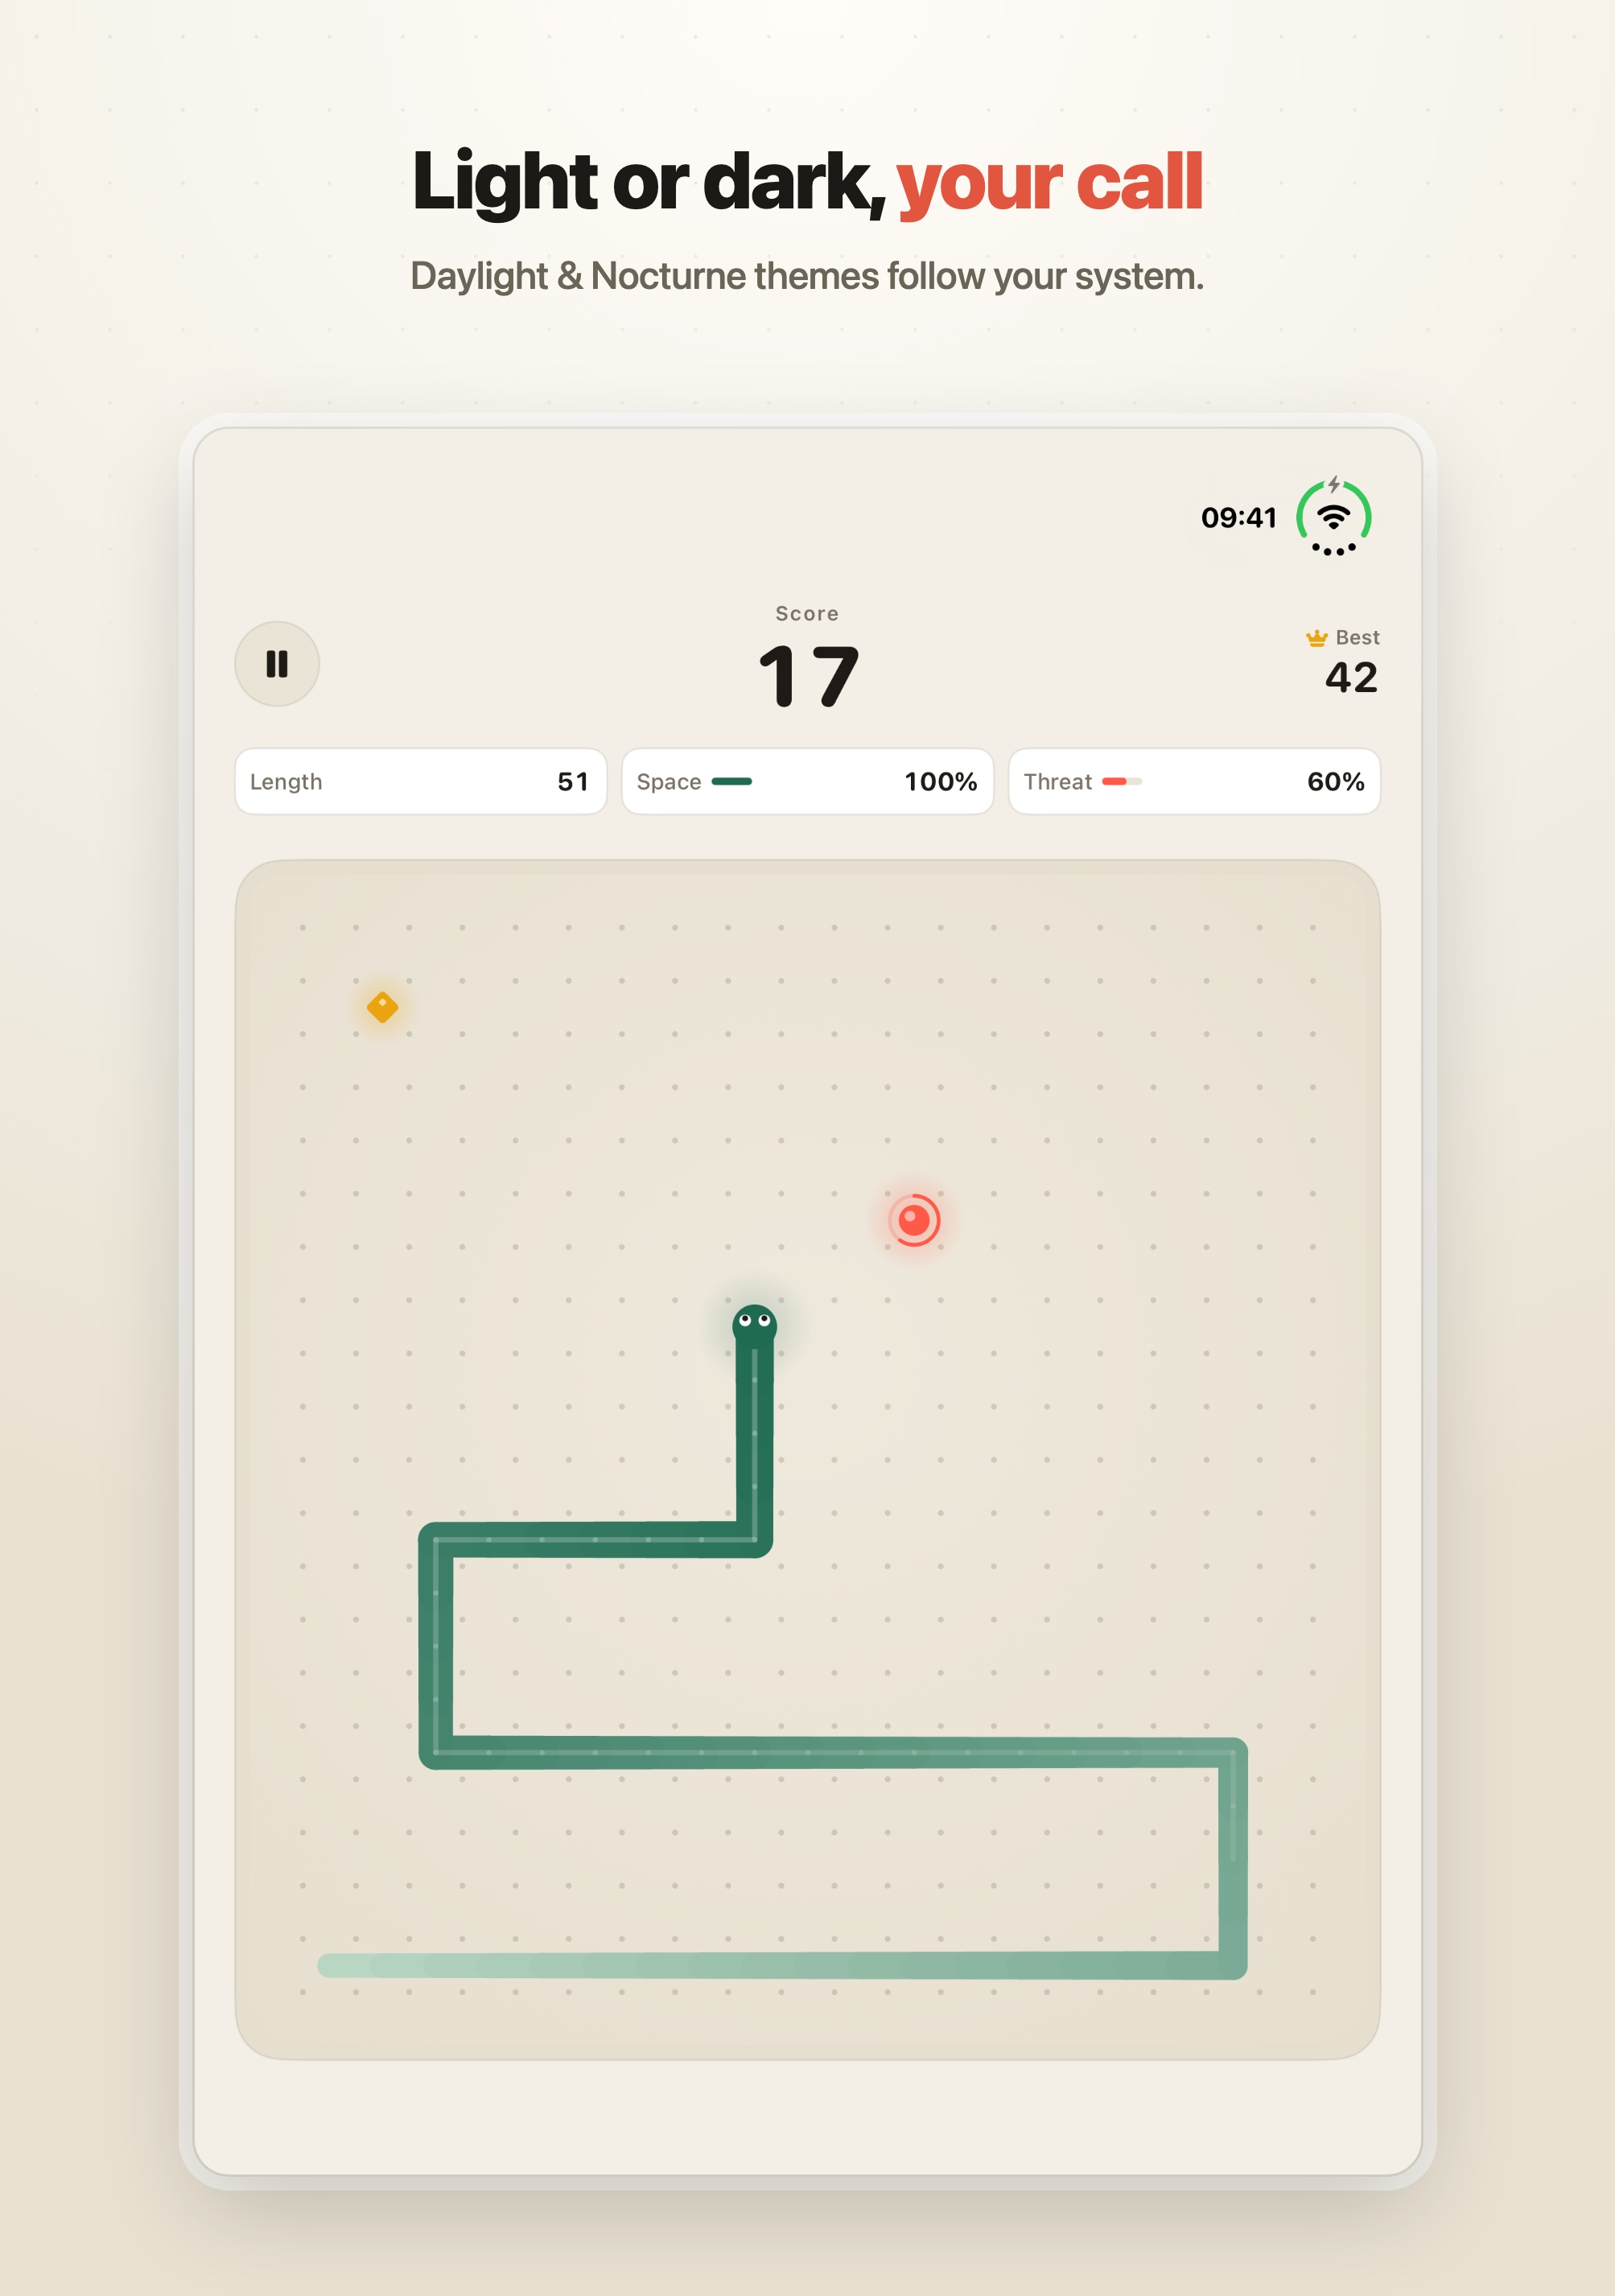 Light or dark, your call
Daylight & Nocturne themes follow your system.
09:41
Score
17
Best
42
Length 51
Space 100%
Threat 60%